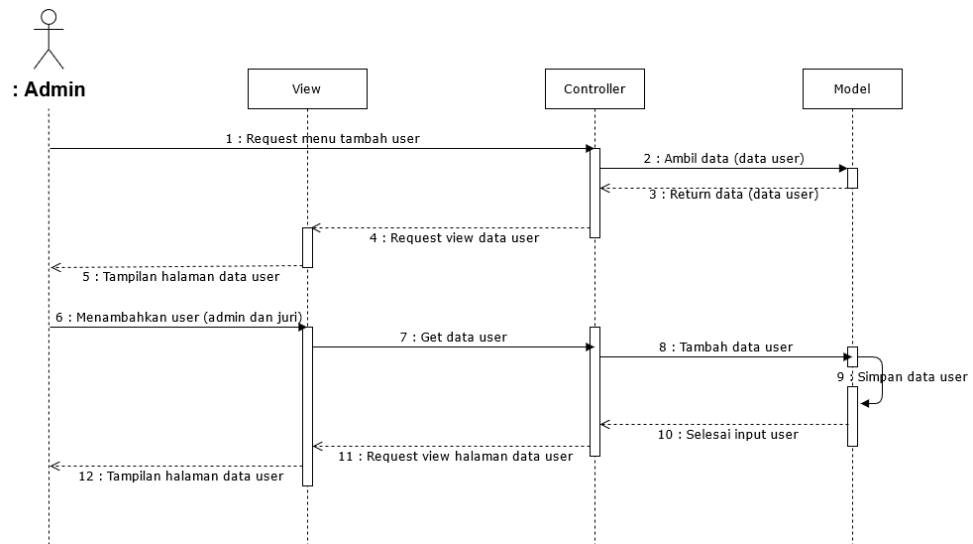 : Admin
View
Controller
Model
1 : Request menu tambah user
2 : Ambil data (data user)
3 : Return data (data user)
4 : Request view data user
5 : Tampilan halaman data user
6 : Menambahkan user (admin dan juri)
7 : Get data user
8 : Tambah data user
9 : Simpan data user
10 : Selesai input user
11 : Request view halaman data user
12 : Tampilan halaman data user